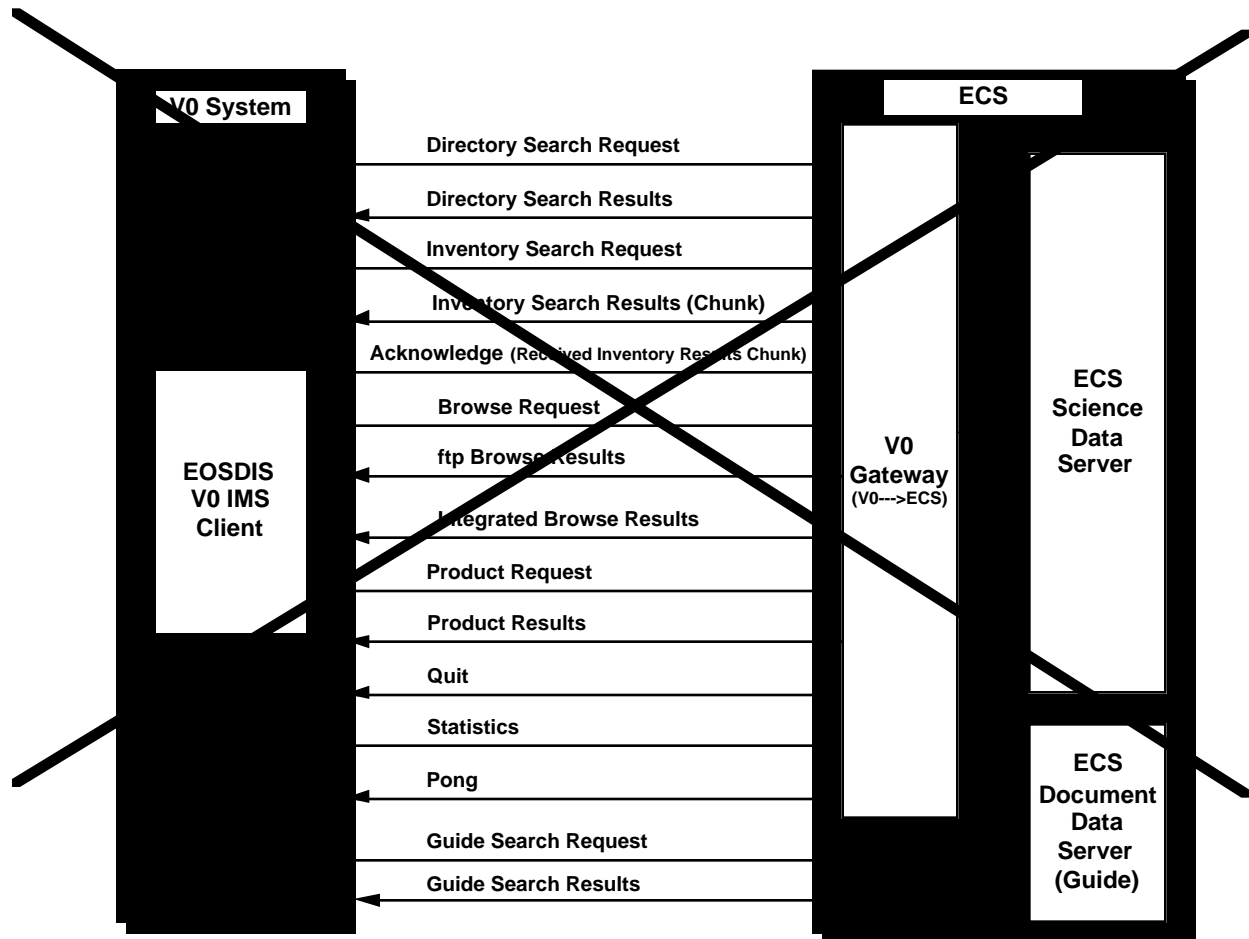 V0 System
ECS
Directory Search Request
Directory Search Results
Inventory Search Request
Inventory Search Results (Chunk)
Acknowledge (Received Inventory Results Chunk)
Browse Request
ftp Browse Results
Integrated Browse Results
Product Request
Product Results
Quit
Statistics
Pong
Guide Search Request
Guide Search Results
EOSDIS
V0 IMS
Client
V0
Gateway
(V0--->ECS)
ECS
Science
Data
Server
ECS
Document
Data
Server
(Guide)